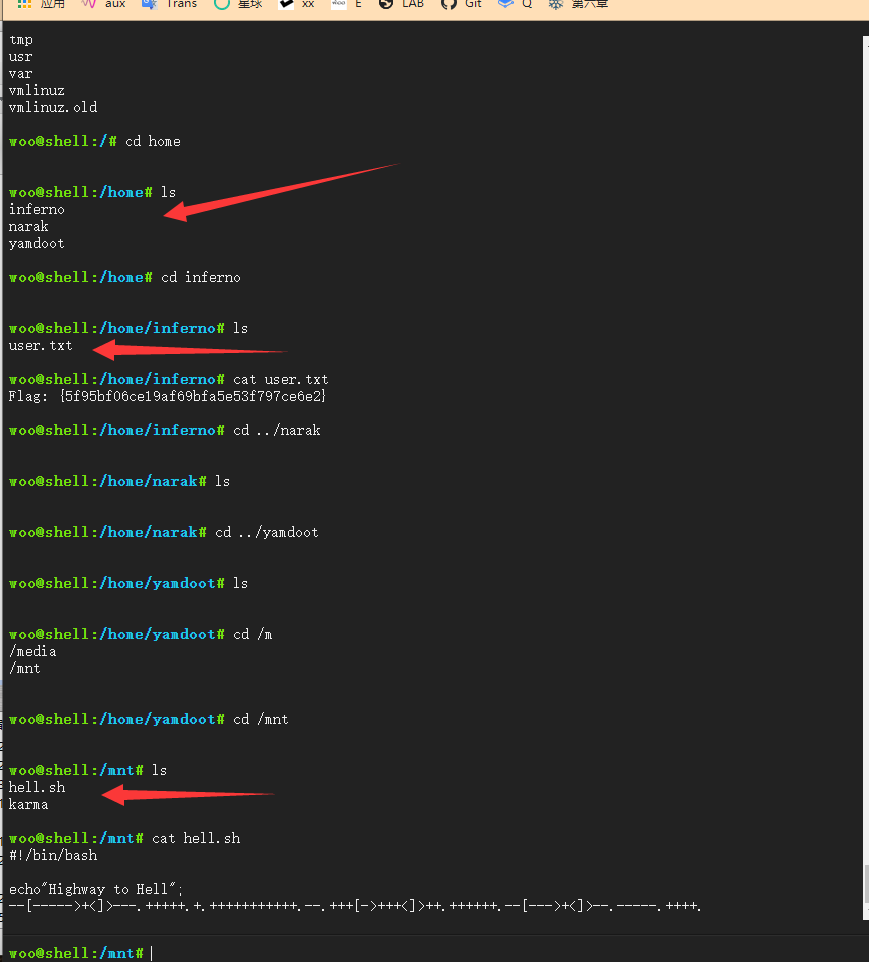 应用 aux Trans 星球 xx E LAB Git Q 第六章
tmp
usr
var
vmlinuz
vmlinuz.old
woo@shell:/# cd home
woo@shell:/home# ls
inferno
narak
yamdoot
woo@shell:/home# cd inferno
woo@shell:/home/inferno# ls
user.txt
woo@shell:/home/inferno# cat user.txt
Flag: {5f95bf06ce19af69bfa5e53f797ce6e2}
woo@shell:/home/inferno# cd ../narak
woo@shell:/home/narak# ls
woo@shell:/home/narak# cd ../yamdoot
woo@shell:/home/yamdoot# ls
woo@shell:/home/yamdoot# cd /m
/media
/mnt
woo@shell:/home/yamdoot# cd /mnt
woo@shell:/mnt# ls
hell.sh
karma
woo@shell:/mnt# cat hell.sh
#!/bin/bash
echo"Highway to Hell";
--[----->+<]>---.+++++.+.+++++++++++.--.+++[->+++<]>++.++++++.--[--->+<]>--.-----.++++.
woo@shell:/mnt#